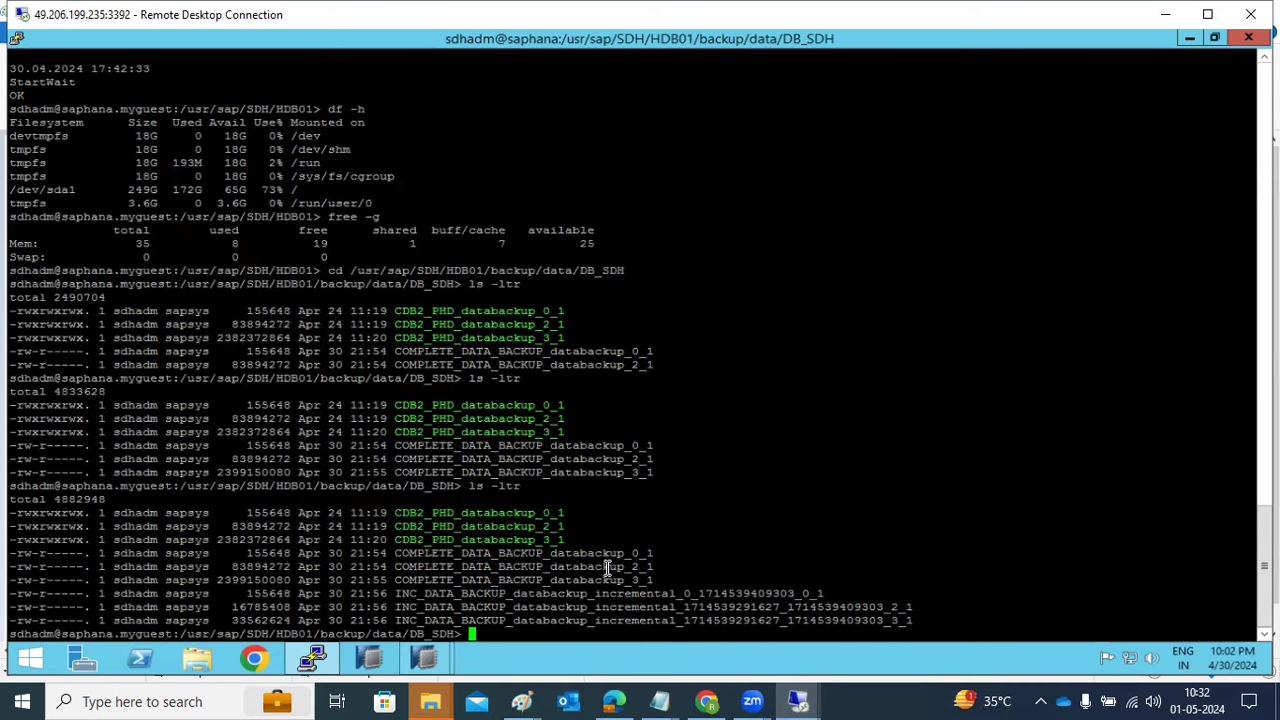 49.206.199.235:3392 - Remote Desktop Connection
sdhadm@saphana:/usr/sap/SDH/HDB01/backup/data/DB_SDH
30.04.2024 17:42:33
StartWait
OK
sdhadm@saphana.myguest:/usr/sap/SDH/HDB01> df -h
Filesystem Size Used Avail Use% Mounted on
devtmpfs 18G 0 18G 0% /dev
tmpfs 18G 0 18G 0% /dev/shm
tmpfs 18G 193M 18G 2% /run
tmpfs 18G 0 18G 0% /sys/fs/cgroup
/dev/sda1 249G 172G 65G 73% /
tmpfs 3.6G 0 3.6G 0% /run/user/0
sdhadm@saphana.myguest:/usr/sap/SDH/HDB01> free -g
total used free shared buff/cache available
Mem: 35 8 19 1 7 25
Swap: 0 0 0
sdhadm@saphana.myguest:/usr/sap/SDH/HDB01> cd /usr/sap/SDH/HDB01/backup/data/DB_SDH
sdhadm@saphana.myguest:/usr/sap/SDH/HDB01/backup/data/DB_SDH> ls -ltr
total 2490704
-rwxrwxrwx. 1 sdhadm sapsys 155648 Apr 24 11:19 CDB2_PHD_databackup_0_1
-rwxrwxrwx. 1 sdhadm sapsys 83894272 Apr 24 11:19 CDB2_PHD_databackup_2_1
-rwxrwxrwx. 1 sdhadm sapsys 2382372864 Apr 24 11:20 CDB2_PHD_databackup_3_1
-rw-r-----. 1 sdhadm sapsys 155648 Apr 30 21:54 COMPLETE_DATA_BACKUP_databackup_0_1
-rw-r-----. 1 sdhadm sapsys 83894272 Apr 30 21:54 COMPLETE_DATA_BACKUP_databackup_2_1
sdhadm@saphana.myguest:/usr/sap/SDH/HDB01/backup/data/DB_SDH> ls -ltr
total 4833628
-rwxrwxrwx. 1 sdhadm sapsys 155648 Apr 24 11:19 CDB2_PHD_databackup_0_1
-rwxrwxrwx. 1 sdhadm sapsys 83894272 Apr 24 11:19 CDB2_PHD_databackup_2_1
-rwxrwxrwx. 1 sdhadm sapsys 2382372864 Apr 24 11:20 CDB2_PHD_databackup_3_1
-rw-r-----. 1 sdhadm sapsys 155648 Apr 30 21:54 COMPLETE_DATA_BACKUP_databackup_0_1
-rw-r-----. 1 sdhadm sapsys 83894272 Apr 30 21:54 COMPLETE_DATA_BACKUP_databackup_2_1
-rw-r-----. 1 sdhadm sapsys 2399150080 Apr 30 21:55 COMPLETE_DATA_BACKUP_databackup_3_1
sdhadm@saphana.myguest:/usr/sap/SDH/HDB01/backup/data/DB_SDH> ls -ltr
total 4882948
-rwxrwxrwx. 1 sdhadm sapsys 155648 Apr 24 11:19 CDB2_PHD_databackup_0_1
-rwxrwxrwx. 1 sdhadm sapsys 83894272 Apr 24 11:19 CDB2_PHD_databackup_2_1
-rwxrwxrwx. 1 sdhadm sapsys 2382372864 Apr 24 11:20 CDB2_PHD_databackup_3_1
-rw-r-----. 1 sdhadm sapsys 155648 Apr 30 21:54 COMPLETE_DATA_BACKUP_databackup_0_1
-rw-r-----. 1 sdhadm sapsys 83894272 Apr 30 21:54 COMPLETE_DATA_BACKUP_databackup_2_1
-rw-r-----. 1 sdhadm sapsys 2399150080 Apr 30 21:55 COMPLETE_DATA_BACKUP_databackup_3_1
-rw-r-----. 1 sdhadm sapsys 155648 Apr 30 21:56 INC_DATA_BACKUP_databackup_incremental_0_1714539409303_0_1
-rw-r-----. 1 sdhadm sapsys 16785408 Apr 30 21:56 INC_DATA_BACKUP_databackup_incremental_1714539291627_1714539409303_2_1
-rw-r-----. 1 sdhadm sapsys 33562624 Apr 30 21:56 INC_DATA_BACKUP_databackup_incremental_1714539291627_1714539409303_3_1
sdhadm@saphana.myguest:/usr/sap/SDH/HDB01/backup/data/DB_SDH>
ENG 10:02 PM
IN 4/30/2024
Type here to search
1
35°C
ENG 10:32
IN 01-05-2024